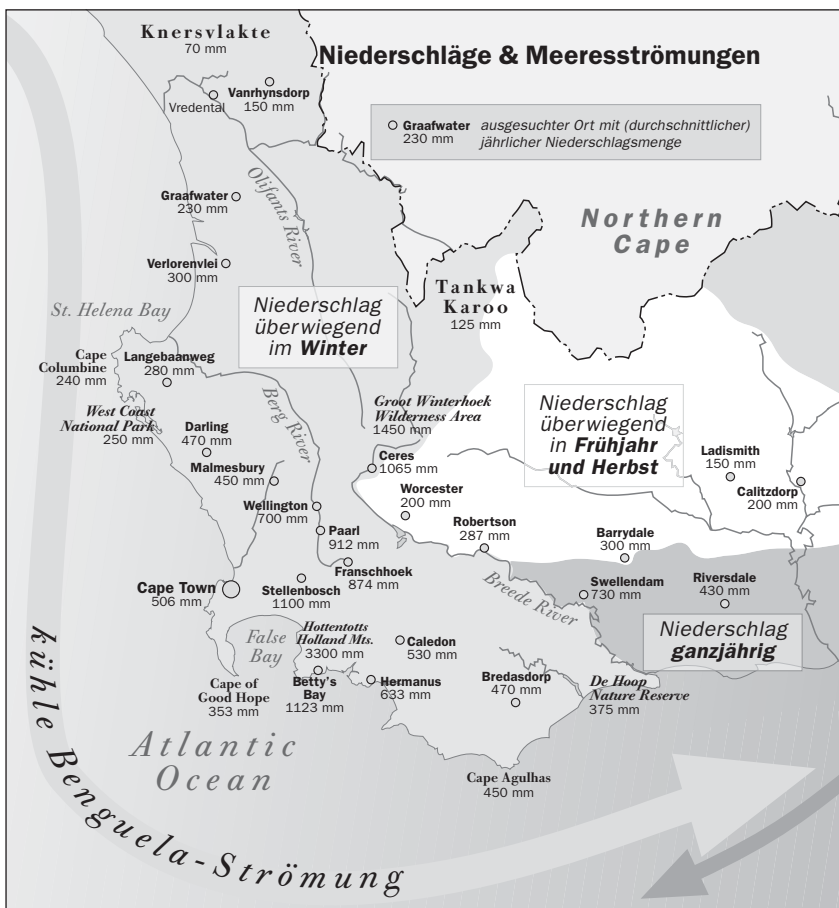 Niederschläge & Meeresströmungen
Graafwater
230 mm
ausgesuchter Ort mit (durchschnittlicher)
jährlicher Niederschlagsmenge
Knersvlakte
70 mm
Vanrhynsdorp
150 mm
Vredental
Graafwater
230 mm
Olifants River
Northern
Cape
Verlorenvlei
300 mm
Tankwa
Karoo
125 mm
St. Helena Bay
Niederschlag
überwiegend
im Winter
Cape
Columbine
240 mm
Langebaanweg
280 mm
West Coast
National Park
250 mm
Darling
470 mm
Berg River
Groot Winterhoek
Wilderness Area
1450 mm
Niederschlag
überwiegend
in Frühjahr
und Herbst
Ladismith
150 mm
Calitzdorp
200 mm
Malmesbury
450 mm
Ceres
1065 mm
Wellington
700 mm
Worcester
200 mm
Paarl
912 mm
Robertson
287 mm
Barrydale
300 mm
Franschhoek
874 mm
Cape Town
506 mm
Stellenbosch
1100 mm
Breede River
Swellendam
730 mm
Riversdale
430 mm
False
Bay
Hottentotts
Holland Mts.
3300 mm
Caledon
530 mm
Niederschlag
ganzjährig
Cape of
Good Hope
353 mm
Betty's
Bay
1123 mm
Hermanus
633 mm
Bredasdorp
470 mm
De Hoop
Nature Reserve
375 mm
Atlantic
Ocean
Cape Agulhas
450 mm
kühle Benguela-Strömung